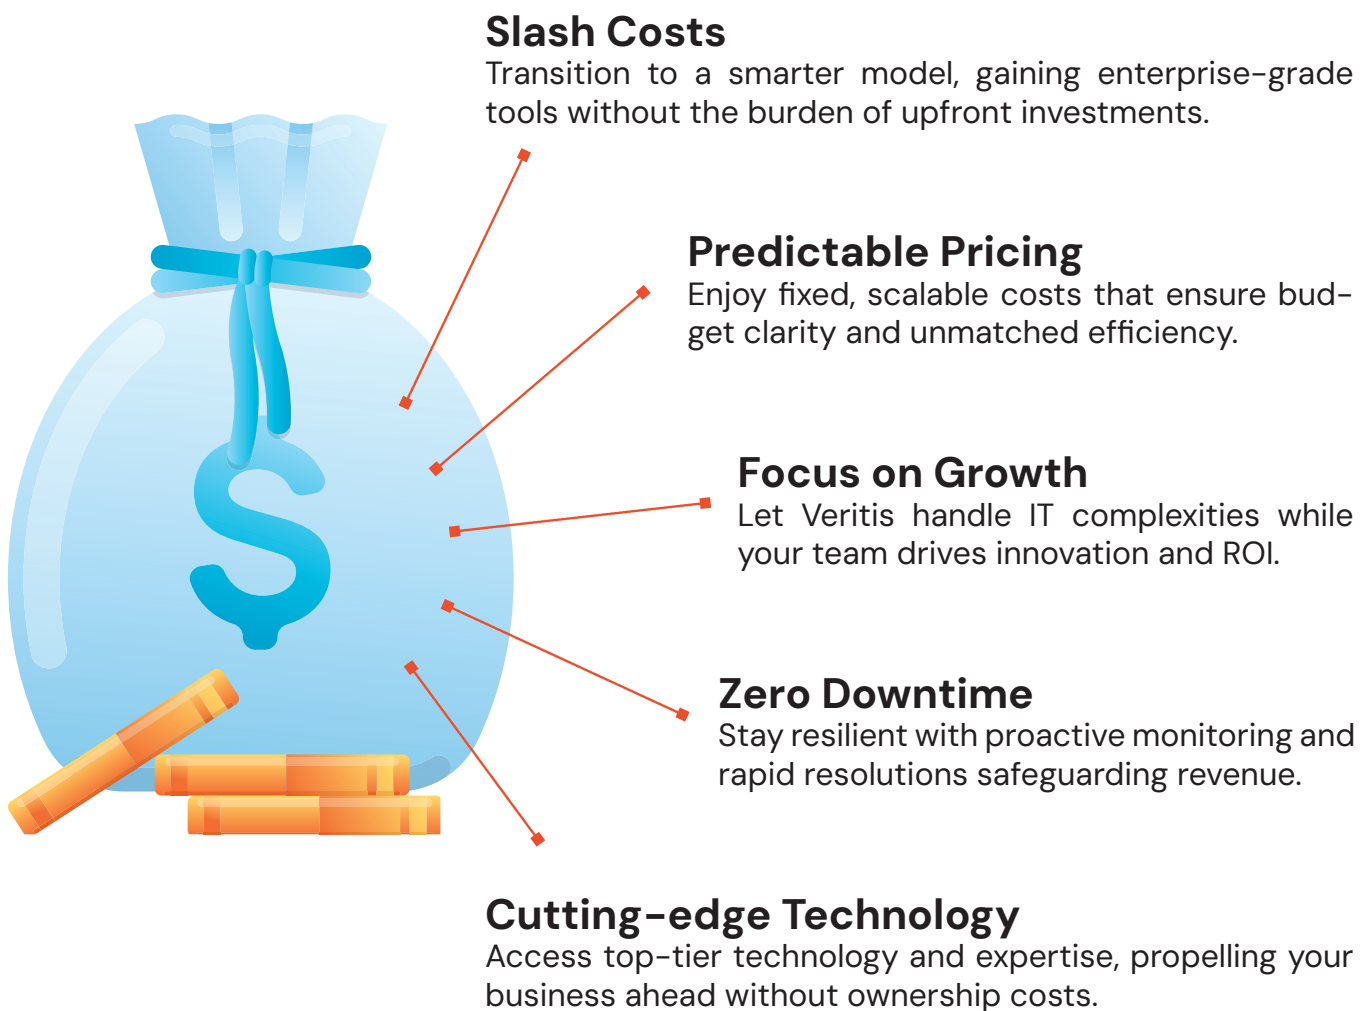 Slash Costs
Transition to a smarter model, gaining enterprise-grade
tools without the burden of upfront investments.
Predictable Pricing
Enjoy fixed, scalable costs that ensure bud-
get clarity and unmatched efficiency.
$
Focus on Growth
Let Veritis handle IT complexities while
your team drives innovation and ROI.
Zero Downtime
Stay resilient with proactive monitoring and
rapid resolutions safeguarding revenue.
Cutting-edge Technology
Access top-tier technology and expertise, propelling your
business ahead without ownership costs.